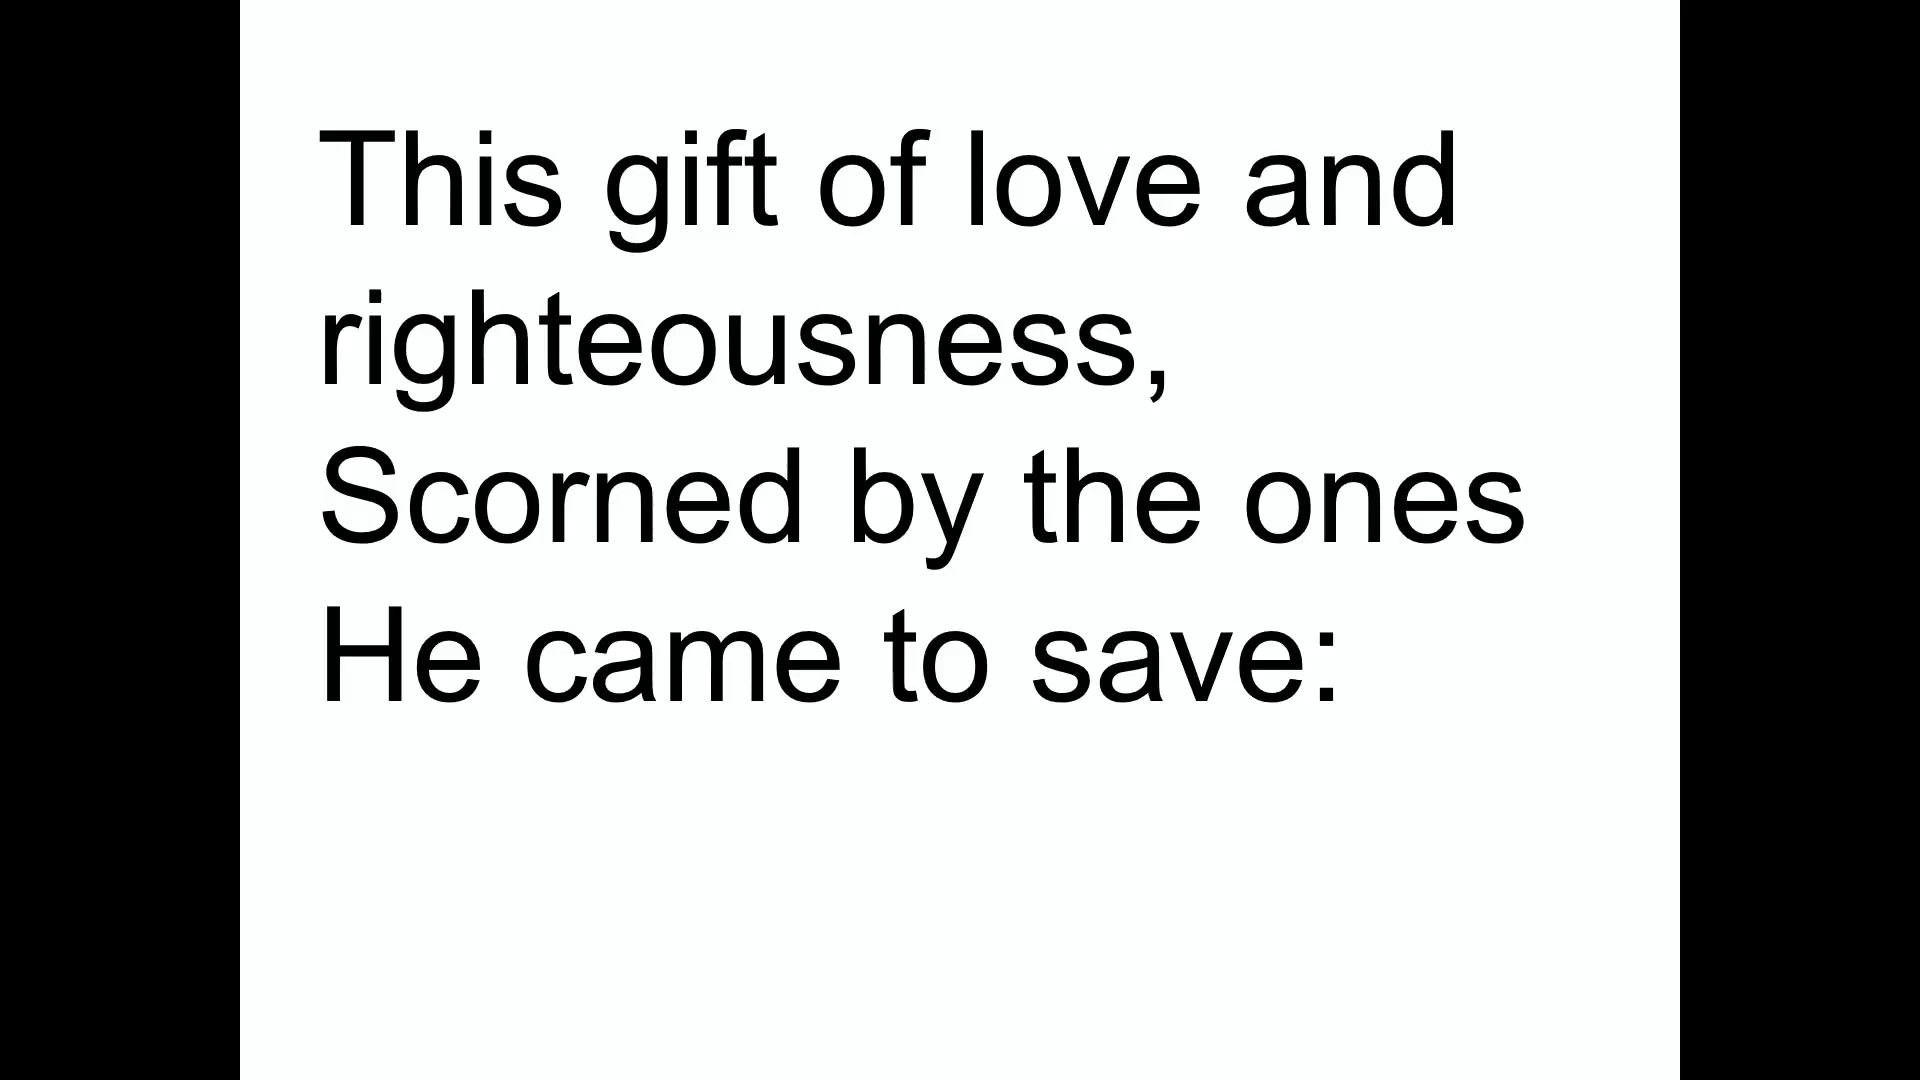 This gift of love and
righteousness,
Scorned by the ones
He came to save: